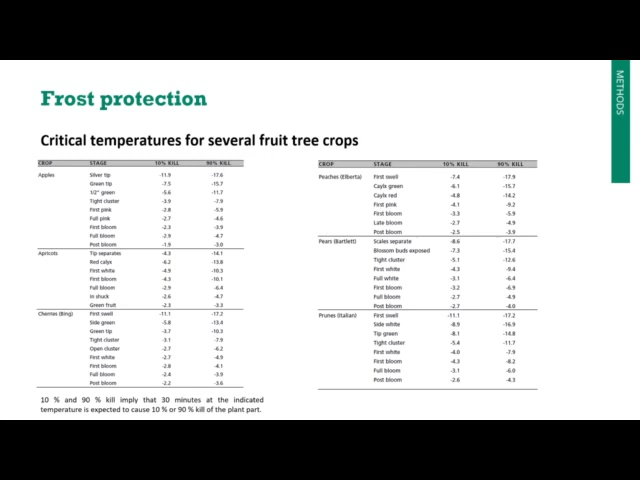 METHODS
Frost protection
Critical temperatures for several fruit tree crops
CROP STAGE 10% KILL 90% KILL
Apples Silver tip -11.9 -17.6
Green tip -7.5 -15.7
1/2" green -5.6 -11.7
Tight cluster -3.9 -7.9
First pink -2.8 -5.9
Full pink -2.7 -4.6
First bloom -2.3 -3.9
Full bloom -2.9 -4.7
Post bloom -1.9 -3.0
Apricots Tip separates -4.3 -14.1
Red calyx -6.2 -13.8
First white -4.9 -10.3
First bloom -4.3 -10.1
Full bloom -2.9 -6.4
In shuck -2.6 -4.7
Green fruit -2.3 -3.3
Cherries (Bing) First swell -11.1 -17.2
Side green -5.8 -13.4
Green tip -3.7 -10.3
Tight cluster -3.1 -7.9
Open cluster -2.7 -6.2
First white -2.7 -4.9
First bloom -2.8 -4.1
Full bloom -2.4 -3.9
Post bloom -2.2 -3.6
10 % and 90 % kill imply that 30 minutes at the indicated
temperature is expected to cause 10 % or 90 % kill of the plant part.
CROP STAGE 10% KILL 90% KILL
Peaches (Elberta) First swell -7.4 -17.9
Caylx green -6.1 -15.7
Caylx red -4.8 -14.2
First pink -4.1 -9.2
First bloom -3.3 -5.9
Late bloom -2.7 -4.9
Post bloom -2.5 -3.9
Pears (Bartlett) Scales separate -8.6 -17.7
Blossom buds exposed -7.3 -15.4
Tight cluster -5.1 -12.6
First white -4.3 -9.4
Full white -3.1 -6.4
First bloom -3.2 -6.9
Full bloom -2.7 -4.9
Post bloom -2.7 -4.0
Prunes (Italian) First swell -11.1 -17.2
Side white -8.9 -16.9
Tip green -8.1 -14.8
Tight cluster -5.4 -11.7
First white -4.0 -7.9
First bloom -4.3 -8.2
Full bloom -3.1 -6.0
Post bloom -2.6 -4.3